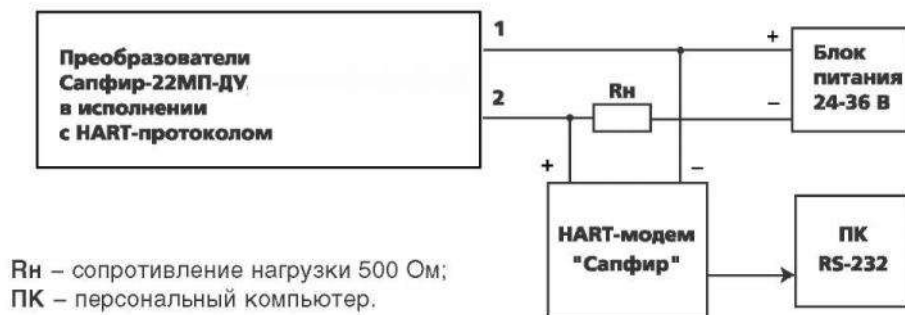 Преобразователи
Сапфир-22МП-ДУ
в исполнении
с HART-протоколом
1
2
Rн
+
–
Блок
питания
24-36 В
+
–
HART-модем
"Сапфир"
ПК
RS-232
Rн – сопротивление нагрузки 500 Ом;
ПК – персональный компьютер.